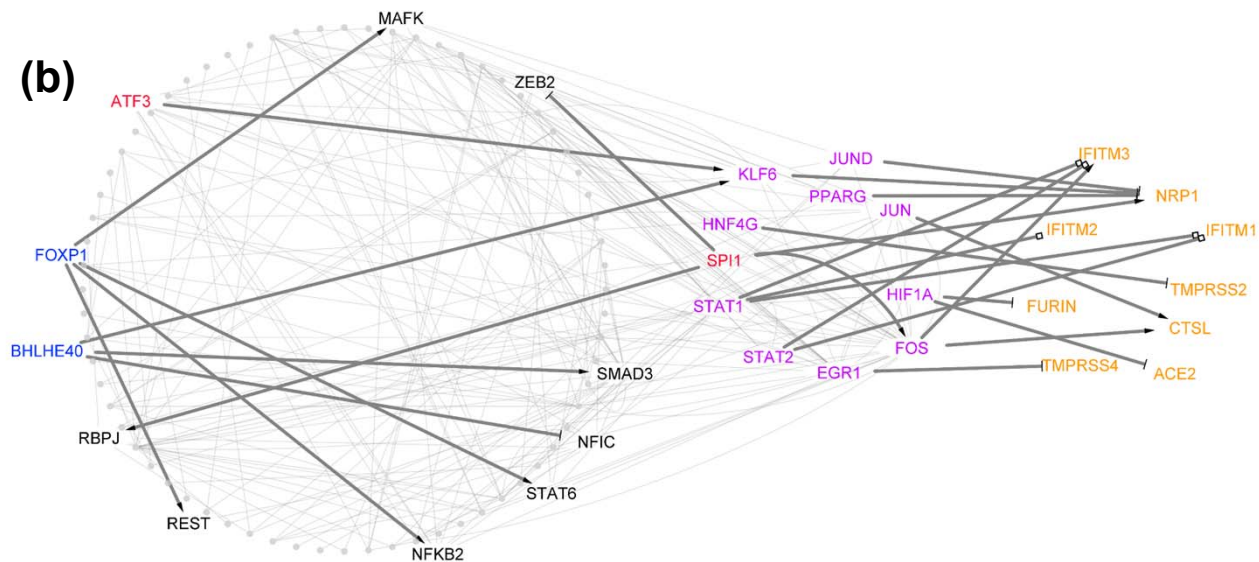 (b)
MAFK
ZEB2
ATF3
JUND
IFITM3
KLF6
PPARG
NRP1
JUN
HNF4G
IFITM2
IFITM1
FOXP1
SPI1
TMPRSS2
HIF1A
STAT1
FURIN
CTSL
BHLHE40
FOS
STAT2
TMPRSS4
SMAD3
EGR1
ACE2
RBPJ
NFIC
STAT6
REST
NFKB2